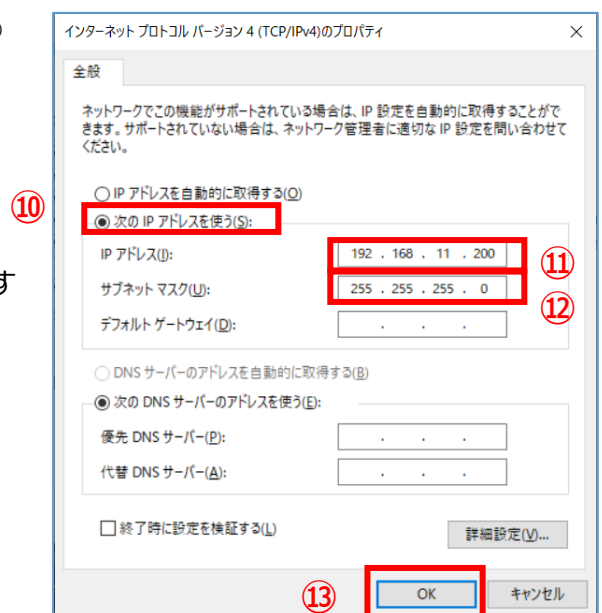 インターネット プロトコル バージョン 4 (TCP/IPv4)のプロパティ
全般
ネットワークでこの機能がサポートされている場合は、IP 設定を自動的に取得することがで
きます。サポートされていない場合は、ネットワーク管理者に適切な IP 設定を問い合わせて
ください。
IP アドレスを自動的に取得する(O)
⑩
次の IP アドレスを使う(S):
IP アドレス(I): 192 . 168 . 11 . 200
⑪
す
サブネット マスク(U): 255 . 255 . 255 . 0
⑫
デフォルト ゲートウェイ(D): . . .
DNS サーバーのアドレスを自動的に取得する(B)
次の DNS サーバーのアドレスを使う(E):
優先 DNS サーバー(P): . . .
代替 DNS サーバー(A): . . .
終了時に設定を検証する(L)
詳細設定(V)...
⑬
OK キャンセル